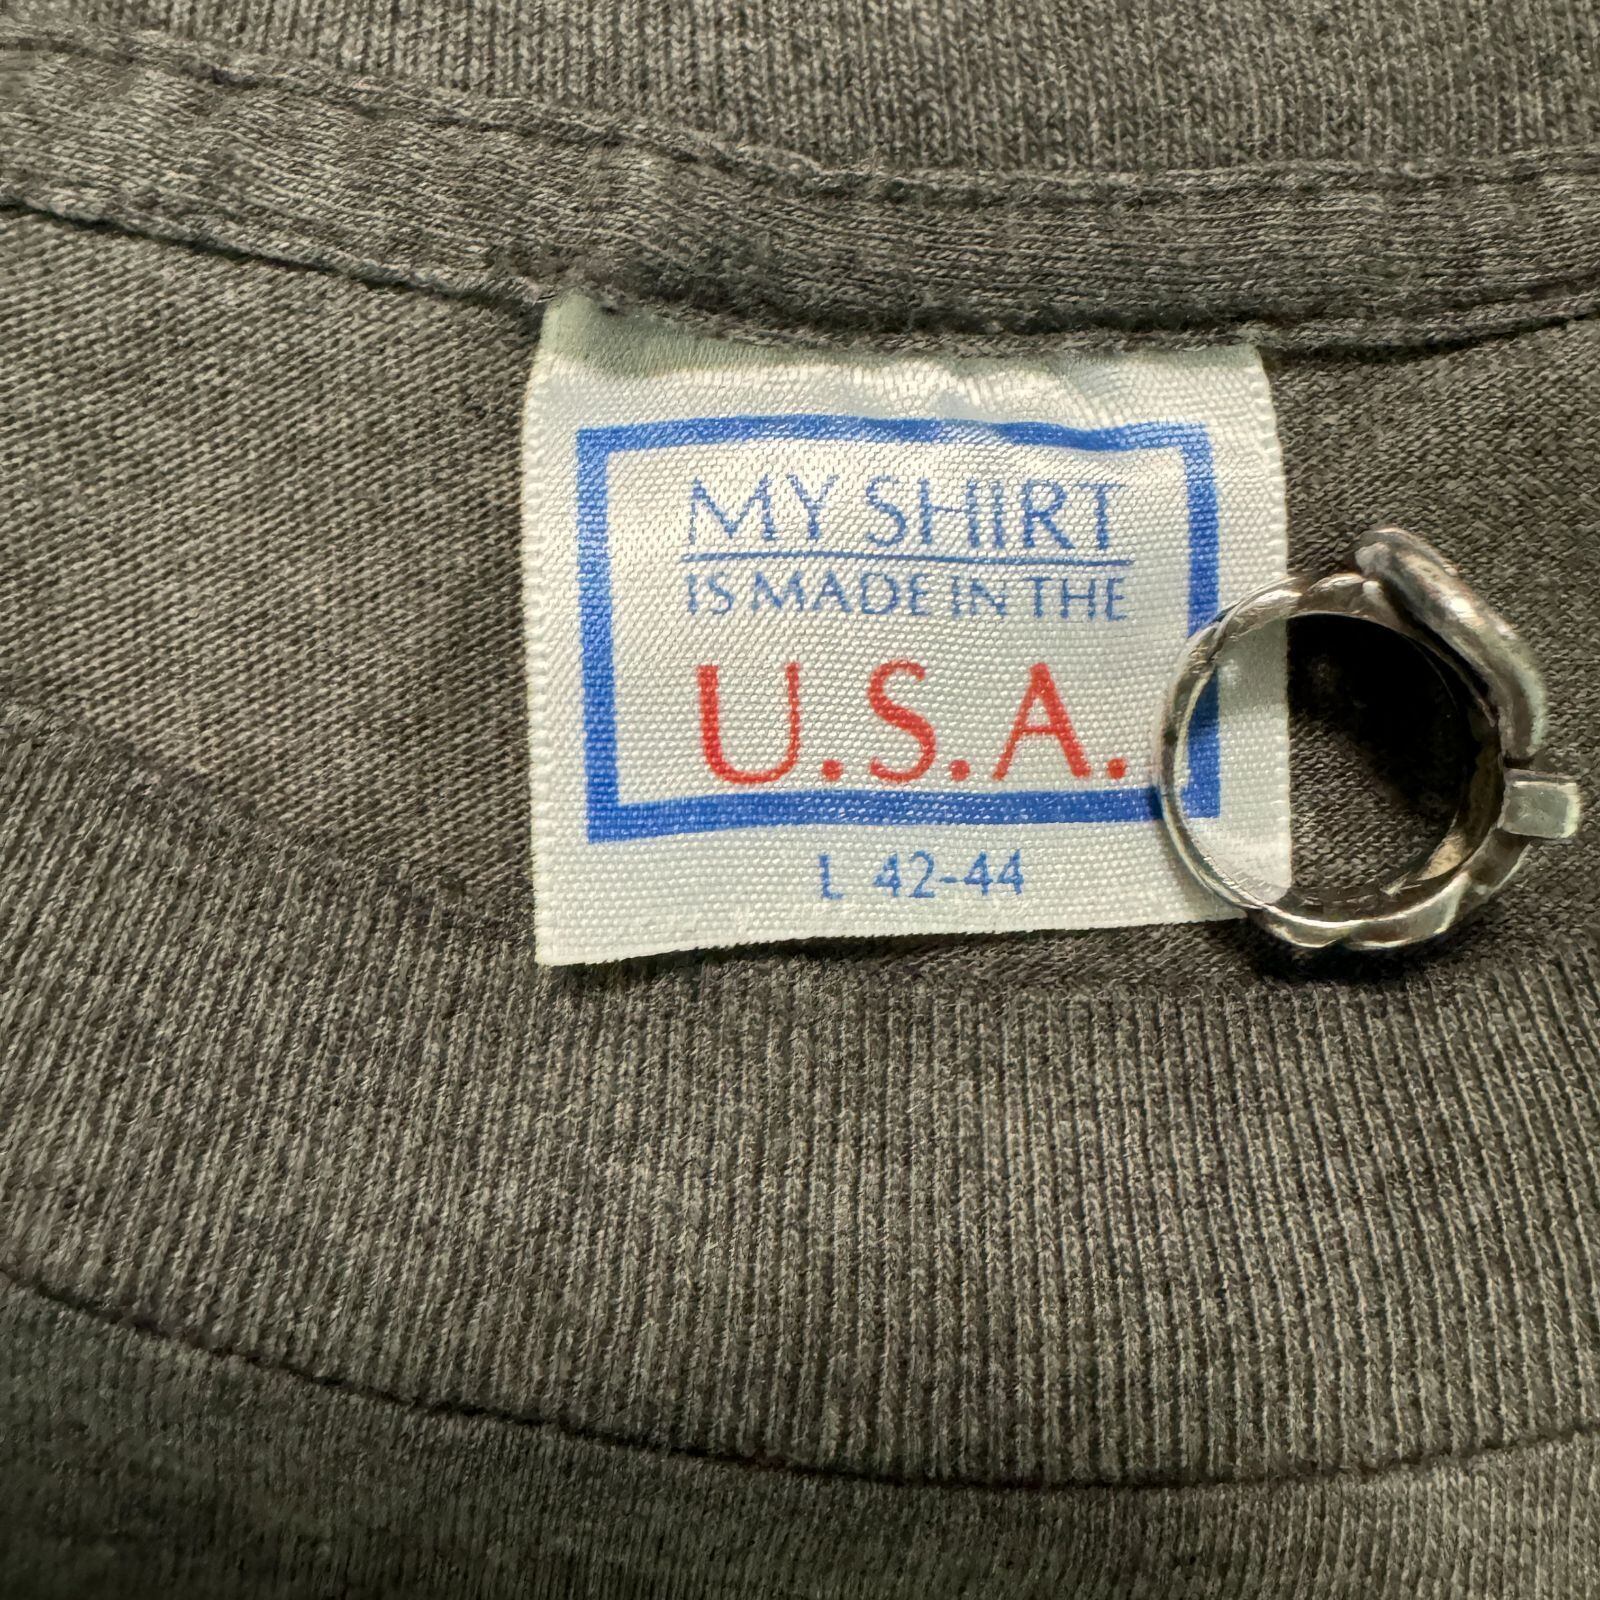 MY SHIRT
IS MADE IN THE
U.S.A.
L 42-44